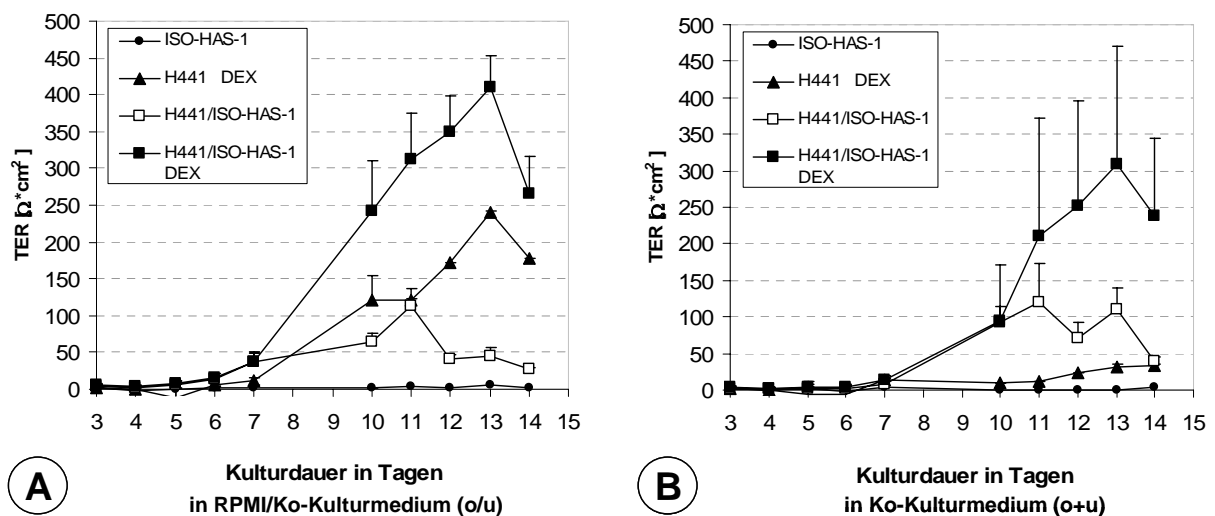 500
450
400
350
300
250
200
150
100
50
0
TER [Ω*cm²]
ISO-HAS-1
H441 DEX
H441/ISO-HAS-1
H441/ISO-HAS-1
DEX
3 4 5 6 7 8 9 10 11 12 13 14 15
A
Kulturdauer in Tagen
in RPMI/Ko-Kulturmedium (o/u)
500
450
400
350
300
250
200
150
100
50
0
TER [Ω*cm²]
ISO-HAS-1
H441 DEX
H441/ISO-HAS-1
H441/ISO-HAS-1
DEX
3 4 5 6 7 8 9 10 11 12 13 14 15
B
Kulturdauer in Tagen
in Ko-Kulturmedium (o+u)